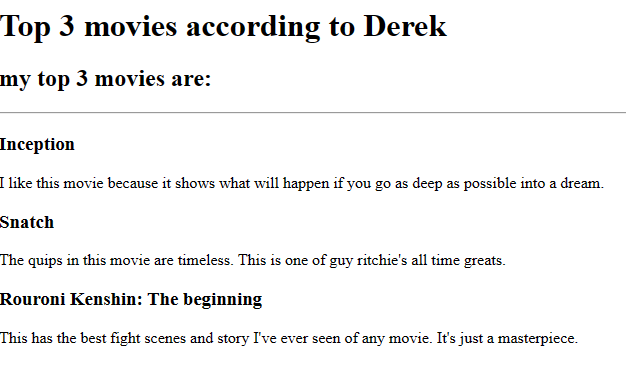 Top 3 movies according to Derek
my top 3 movies are:
Inception
I like this movie because it shows what will happen if you go as deep as possible into a dream.
Snatch
The quips in this movie are timeless. This is one of guy ritchie's all time greats.
Rouroni Kenshin: The beginning
This has the best fight scenes and story I've ever seen of any movie. It's just a masterpiece.